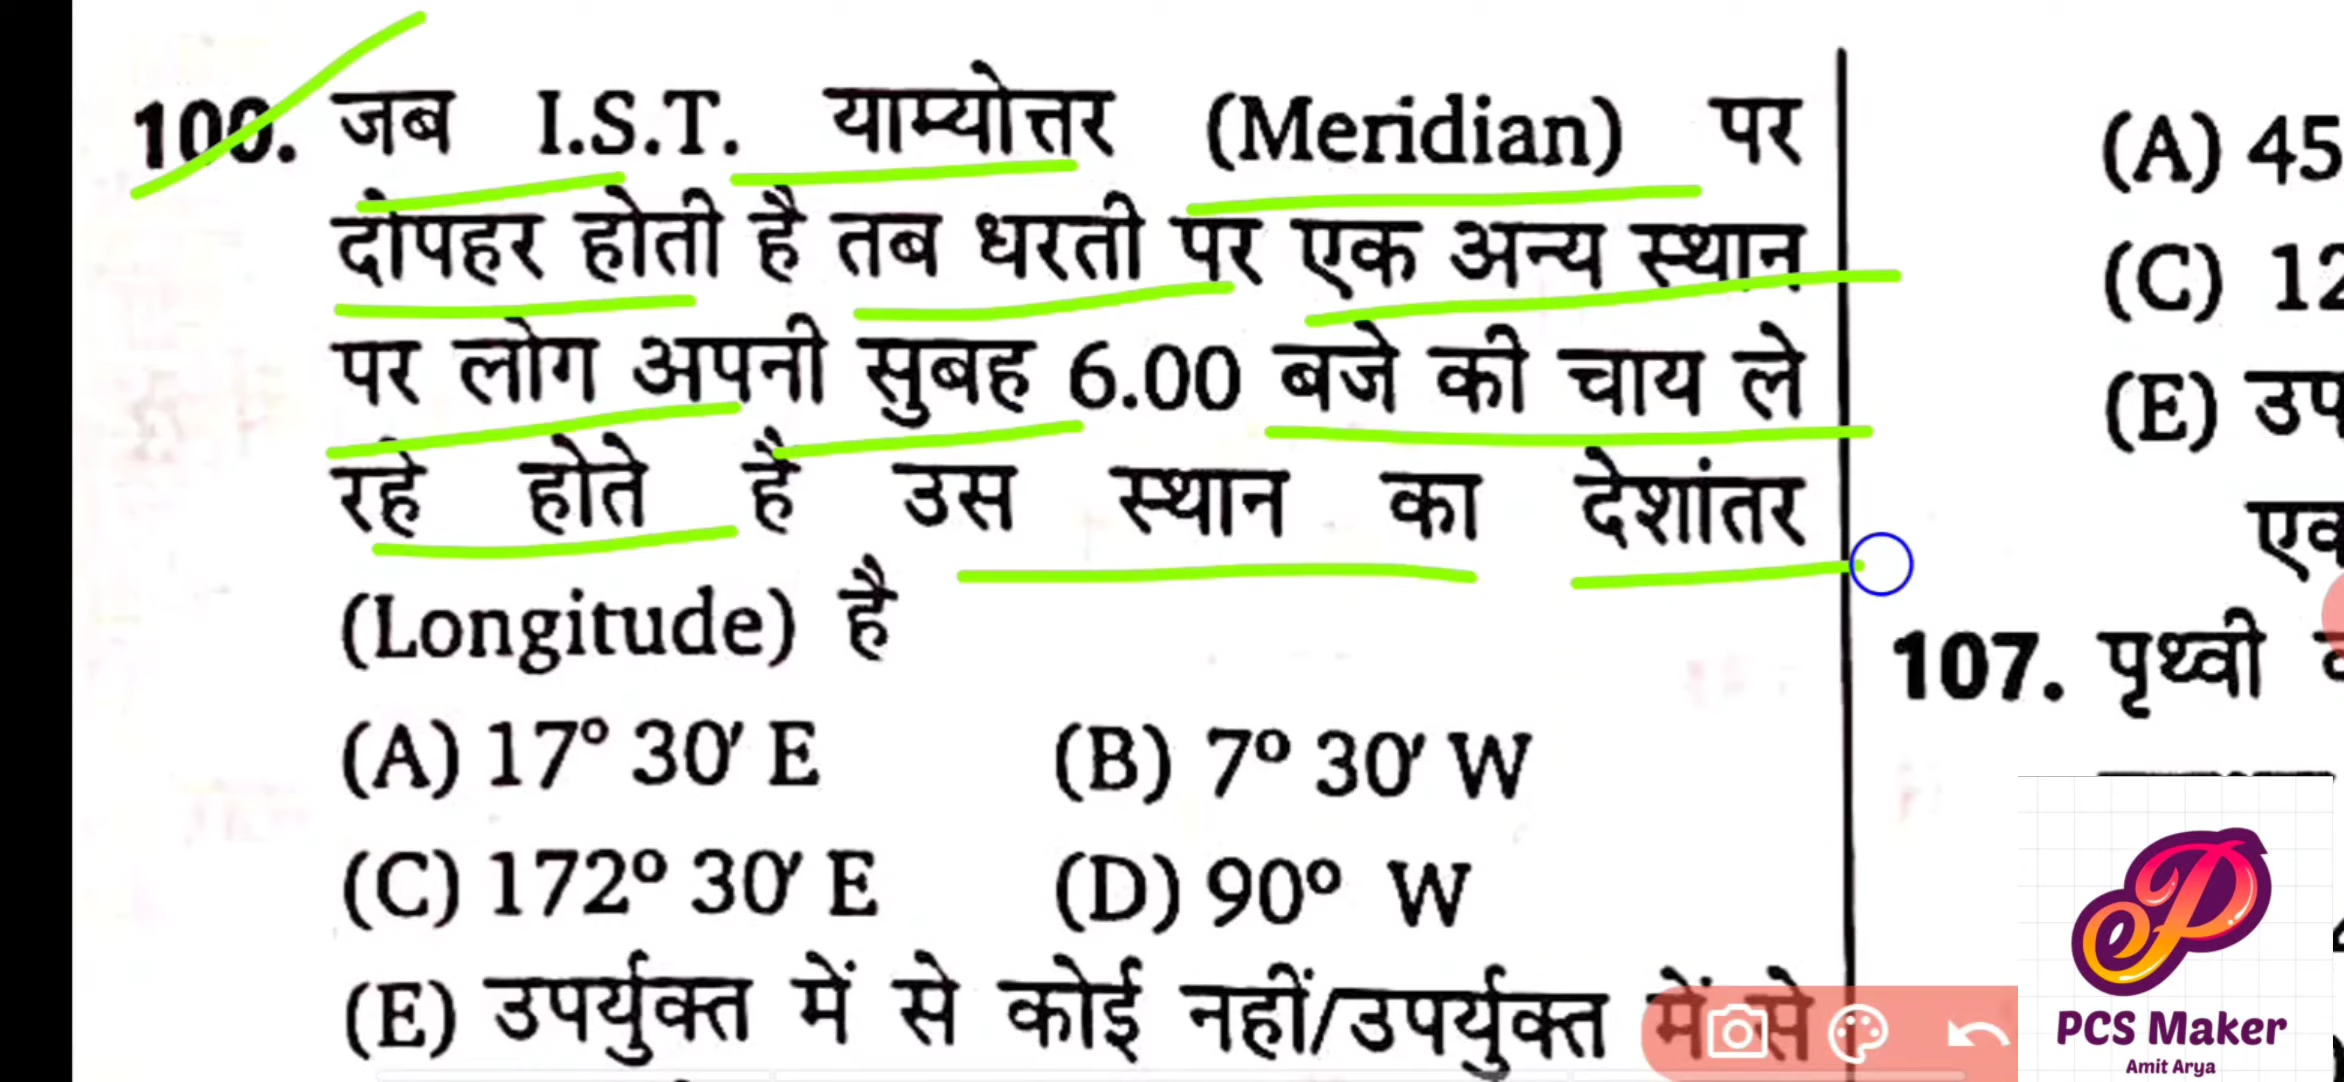 100. जब I.S.T. याम्योत्तर (Meridian) पर
दोपहर होती है तब धरती पर एक अन्य स्थान
पर लोग अपनी सुबह 6.00 बजे की चाय ले
रहे होते है उस स्थान का देशांतर
(Longitude) है
(A) 17° 30′ E (B) 7° 30′ W
(C) 172° 30′ E (D) 90° W
(E) उपर्युक्त में से कोई नहीं/उपर्युक्त में से
(A) 45
(C) 12
(E) उप
एक
107. पृथ्वी
PCS Maker
Amit Arya